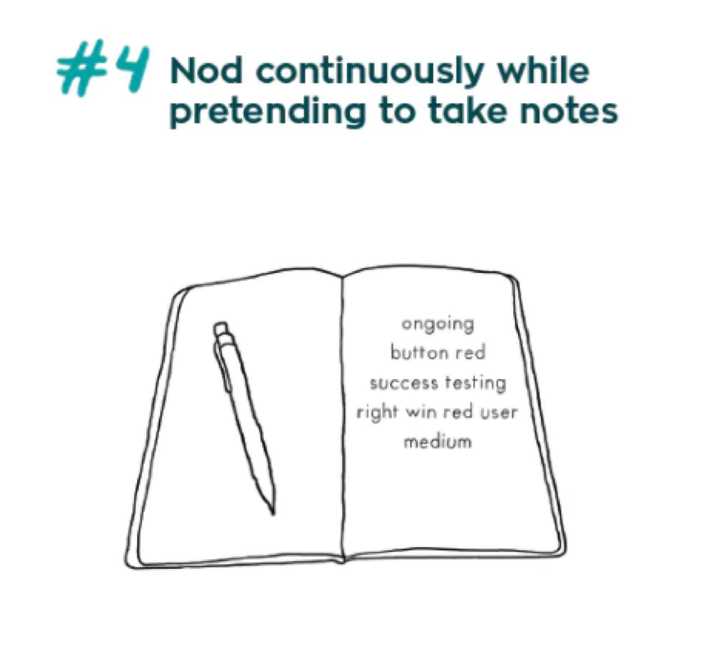 #4 Nod continuously while
pretending to take notes
ongoing
button red
success testing
right win red user
medium